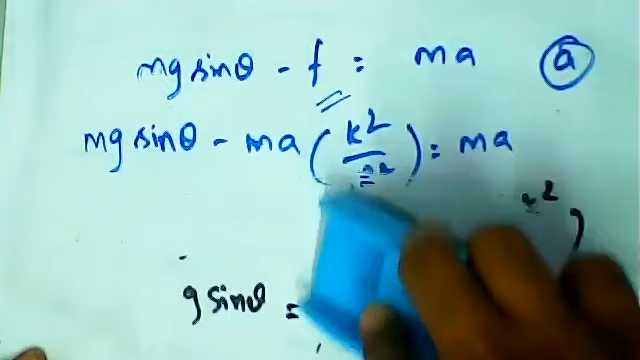 mg sinθ - f = ma (a)
mg sinθ - ma (k²/r²) = ma
g sinθ =